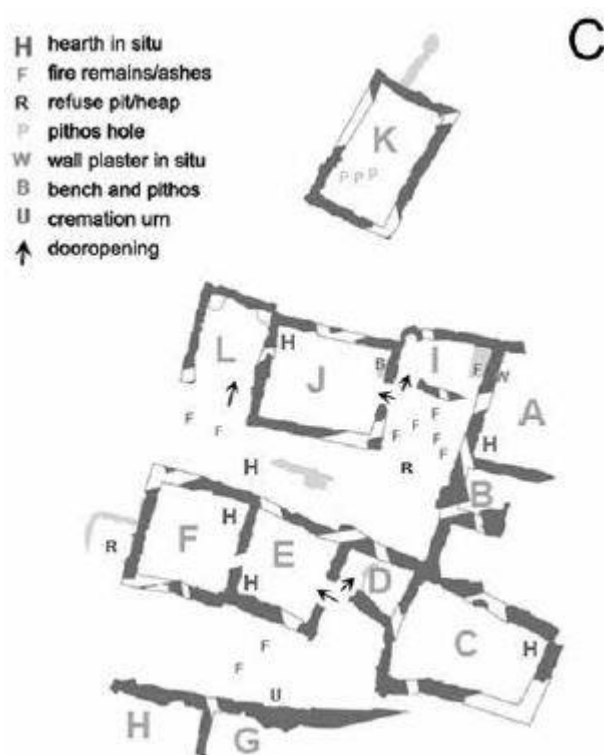 C
H hearth in situ
F fire remains/ashes
R refuse pit/heap
P pithos hole
W wall plaster in situ
B bench and pithos
U cremation urn
dooropening
K
P P P
L
H
J
B
I
F
W
A
F
F
F
F
F
F
F
H
H
R
B
F
H
R
E
H
D
C
H
F
F
U
H
G